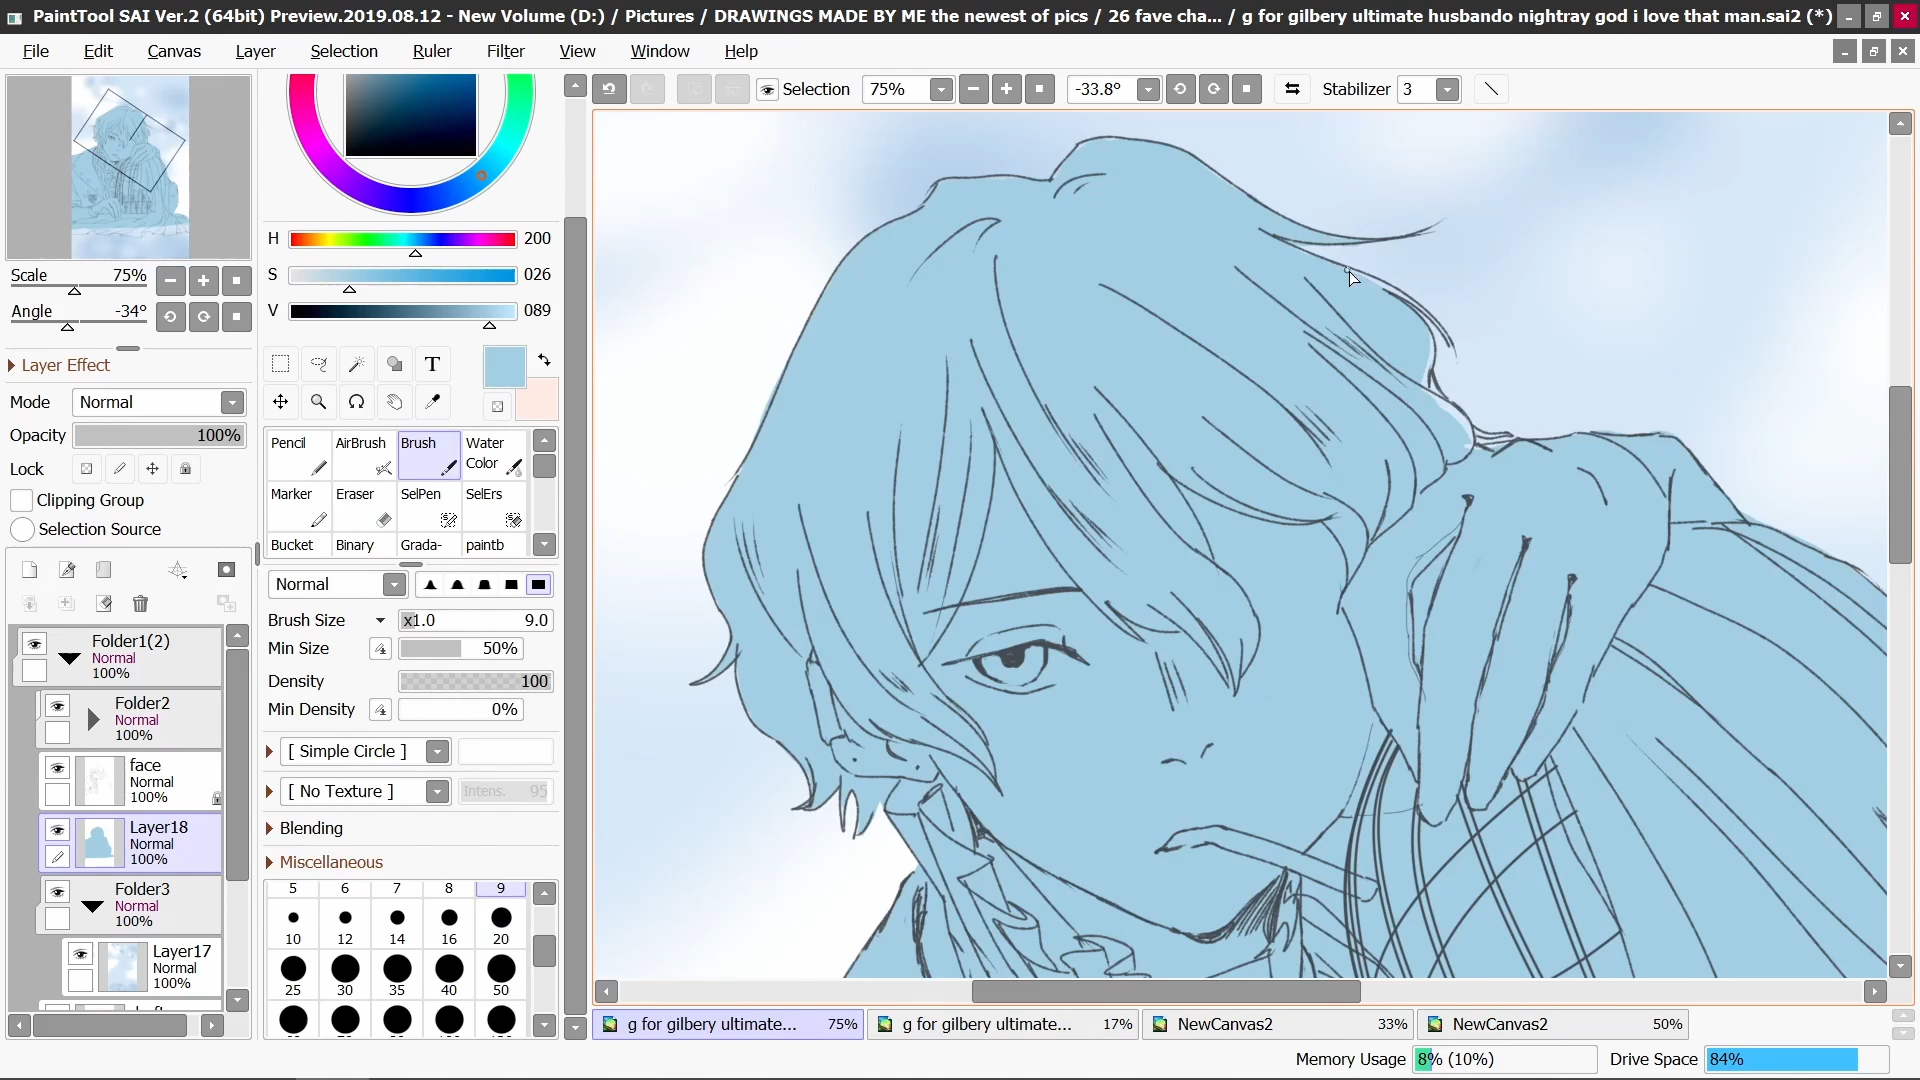 PaintTool SAI Ver.2 (64bit) Preview.2019.08.12 - New Volume (D:) / Pictures / DRAWINGS MADE BY ME the newest of pics / 26 fave cha... / g for gilbery ultimate husbando nightray god i love that man.sai2 (*)
File Edit Canvas Layer Selection Ruler Filter View Window Help
Selection 75% -33.8° Stabilizer 3
Scale 75%
Angle -34°
Layer Effect
Mode Normal
Opacity 100%
Lock
Clipping Group
Selection Source
Folder1(2)
Normal
100%
Folder2
Normal
100%
face
Normal
100%
Layer18
Normal
100%
Folder3
Normal
100%
Layer17
Normal
100%
H 200
S 026
V 089
T
Pencil AirBrush Brush Water Color
Marker Eraser SelPen SelErs
Bucket Binary Grada- paintb
Normal
Brush Size x1.0 9.0
Min Size 50%
Density 100
Min Density 0%
[ Simple Circle ]
[ No Texture ] Intens. 95
Blending
Miscellaneous
5 6 7 8 9
10 12 14 16 20
25 30 35 40 50
g for gilbery ultimate... 75% g for gilbery ultimate... 17% NewCanvas2 33% NewCanvas2 50%
Memory Usage 8% (10%) Drive Space 84%